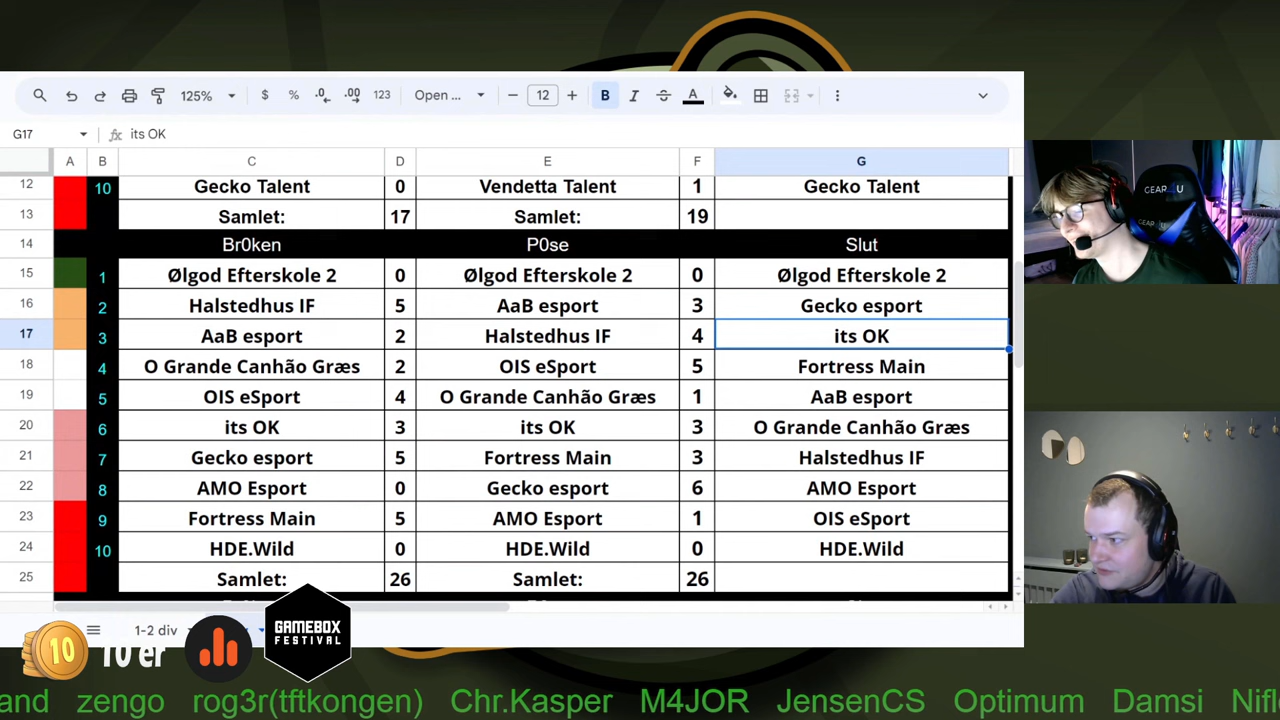 125% $ % .0 .00 123 Open ... − 12 + B I A
G17 fx its OK
A B C D E F G
12 10 Gecko Talent 0 Vendetta Talent 1 Gecko Talent
13 Samlet: 17 Samlet: 19
14 Br0ken P0se Slut
15 1 Ølgod Efterskole 2 0 Ølgod Efterskole 2 0 Ølgod Efterskole 2
16 2 Halstedhus IF 5 AaB esport 3 Gecko esport
17 3 AaB esport 2 Halstedhus IF 4 its OK
18 4 O Grande Canhão Græs 2 OIS eSport 5 Fortress Main
19 5 OIS eSport 4 O Grande Canhão Græs 1 AaB esport
20 6 its OK 3 its OK 3 O Grande Canhão Græs
21 7 Gecko esport 5 Fortress Main 3 Halstedhus IF
22 8 AMO Esport 0 Gecko esport 6 AMO Esport
23 9 Fortress Main 5 AMO Esport 1 OIS eSport
24 10 HDE.Wild 0 HDE.Wild 0 HDE.Wild
25 Samlet: 26 Samlet: 26
1-2 div
GEAR4U
GEAR4U
10 10 er
GAMEBOX
FESTIVAL
and zengo rog3r(tftkongen) Chr.Kasper M4JOR JensenCS Optimum Damsi Nifl